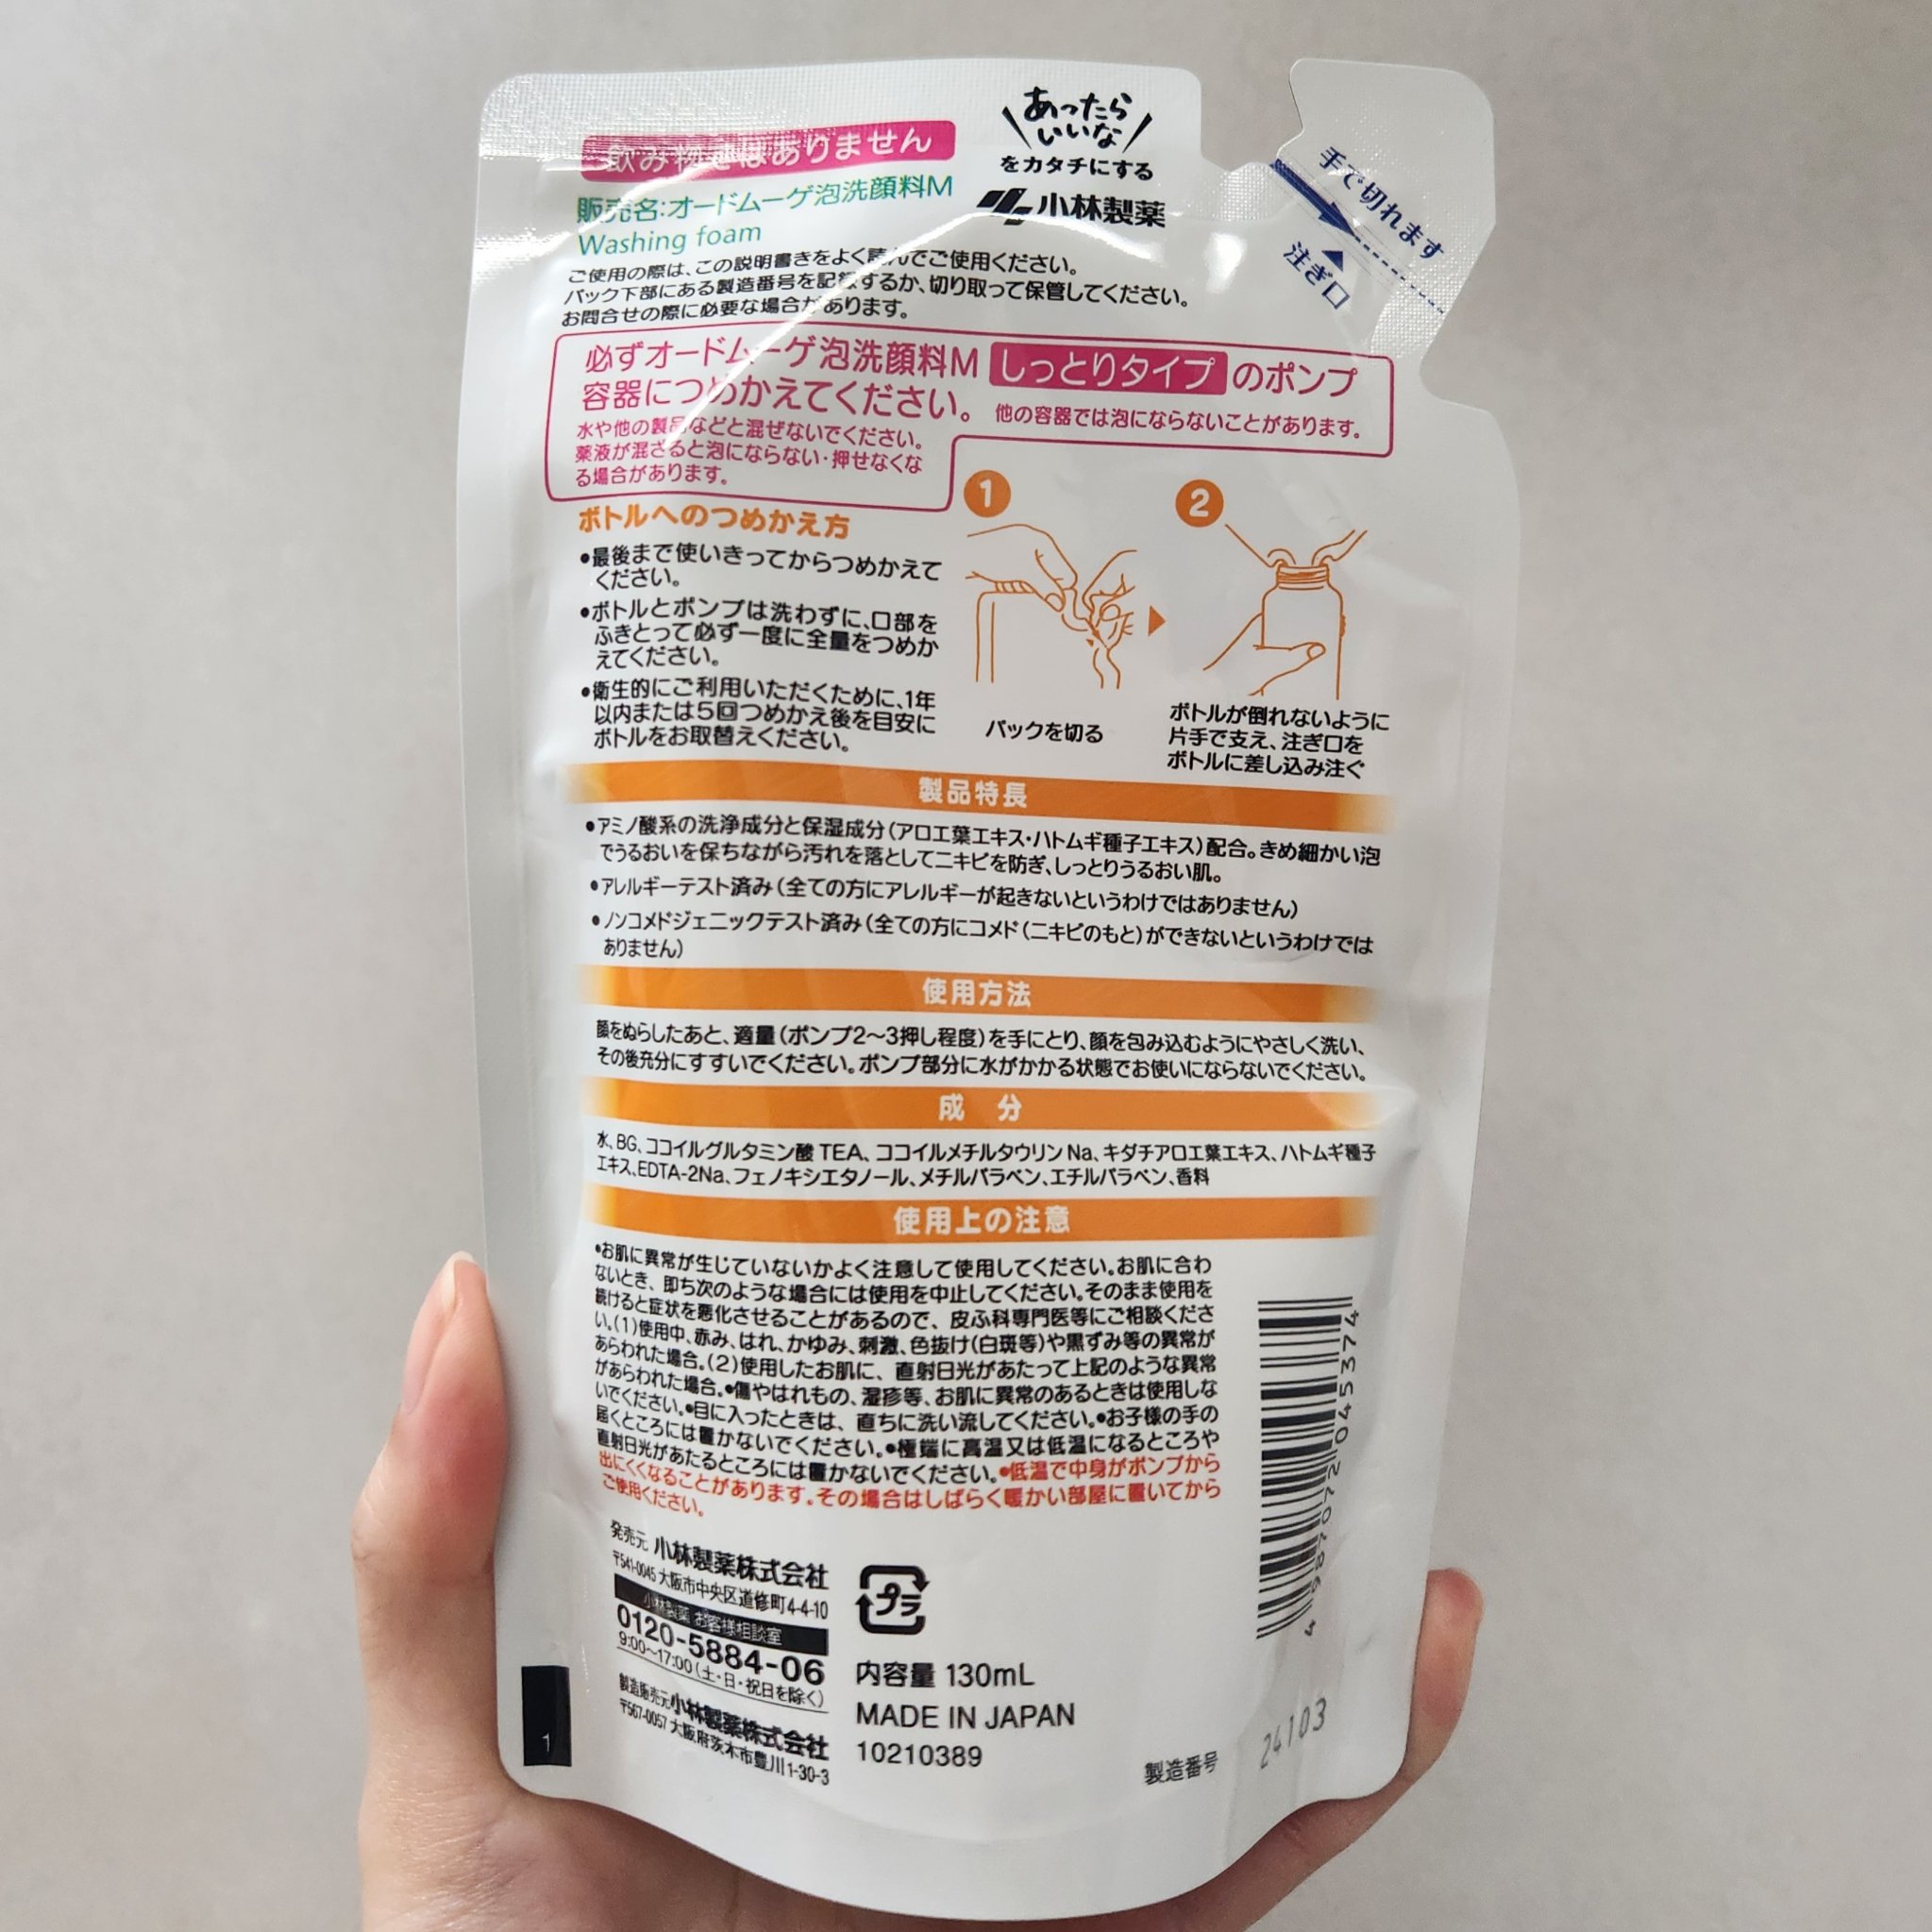 飲み物ではありません
販売名:オードムーゲ泡洗顔料M
Washing foam
あったら
いいな
をカタチにする
小林製薬
手で切れます
注ぎ口
ご使用の際は、この説明書きをよく読んでご使用ください。
パック下部にある製造番号を記録するか、切り取って保管してください。
お問合せの際に必要な場合があります。
必ずオードムーゲ泡洗顔料M しっとりタイプ のポンプ
容器につめかえてください。 他の容器では泡にならないことがあります。
水や他の製品などと混ぜないでください。
薬液が混ざると泡にならない・押せなくな
る場合があります。
ボトルへのつめかえ方
●最後まで使いきってからつめかえて
ください。
●ボトルとポンプは洗わずに、口部を
ふきとって必ず一度に全量をつめか
えてください。
●衛生的にご利用いただくために、1年
以内または5回つめかえ後を目安に
ボトルをお取替えください。
1
パックを切る
2
ボトルが倒れないように
片手で支え、注ぎ口を
ボトルに差し込み注ぐ
製品特長
●アミノ酸系の洗浄成分と保湿成分(アロエ葉エキス・ハトムギ種子エキス)配合。きめ細かい泡
でうるおいを保ちながら汚れを落としてニキビを防ぎ、しっとりうるおい肌。
●アレルギーテスト済み(全ての方にアレルギーが起きないというわけではありません)
●ノンコメドジェニックテスト済み(全ての方にコメド(ニキビのもと)ができないというわけでは
ありません)
使用方法
顔をぬらしたあと、適量(ポンプ2〜3押し程度)を手にとり、顔を包み込むようにやさしく洗い、
その後充分にすすいでください。ポンプ部分に水がかかる状態でお使いにならないでください。
成 分
水、BG、ココイルグルタミン酸TEA、ココイルメチルタウリンNa、キダチアロエ葉エキス、ハトムギ種子
エキス、EDTA-2Na、フェノキシエタノール、メチルパラベン、エチルパラベン、香料
使用上の注意
●お肌に異常が生じていないかよく注意して使用してください。お肌に合わ
ないとき、即ち次のような場合には使用を中止してください。そのまま使用を
続けると症状を悪化させることがあるので、皮ふ科専門医等にご相談くださ
い。(1)使用中、赤み、はれ、かゆみ、刺激、色抜け(白斑等)や黒ずみ等の異常が
あらわれた場合。(2)使用したお肌に、直射日光があたって上記のような異常
があらわれた場合。●傷やはれもの、湿疹等、お肌に異常のあるときは使用しな
いでください。●目に入ったときは、直ちに洗い流してください。●お子様の手の
届くところには置かないでください。●極端に高温又は低温になるところや
直射日光があたるところには置かないでください。●低温で中身がポンプから
出にくくなることがあります。その場合はしばらく暖かい部屋に置いてから
ご使用ください。
発売元 小林製薬株式会社
〒541-0045 大阪市中央区道修町4-4-10
小林製薬 お客様相談室
0120-5884-06
9:00〜17:00(土・日・祝日を除く)
製造販売元 小林製薬株式会社
〒567-0057 大阪府茨木市豊川1-30-3
プラ
内容量 130mL
MADE IN JAPAN
10210389
4 987072 045374
製造番号 24103
1